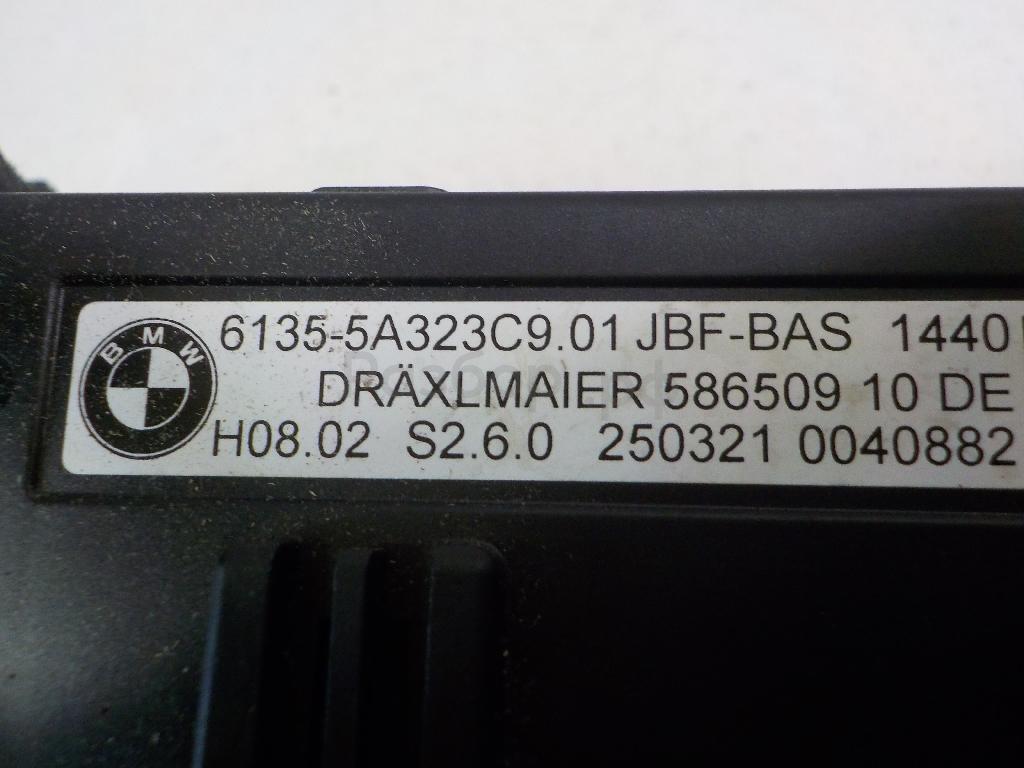 BMW 6135-5A323C9.01 JBF-BAS 1440
DRÄXLMAIER 586509 10 DE
H08.02 S2.6.0 250321 0040882